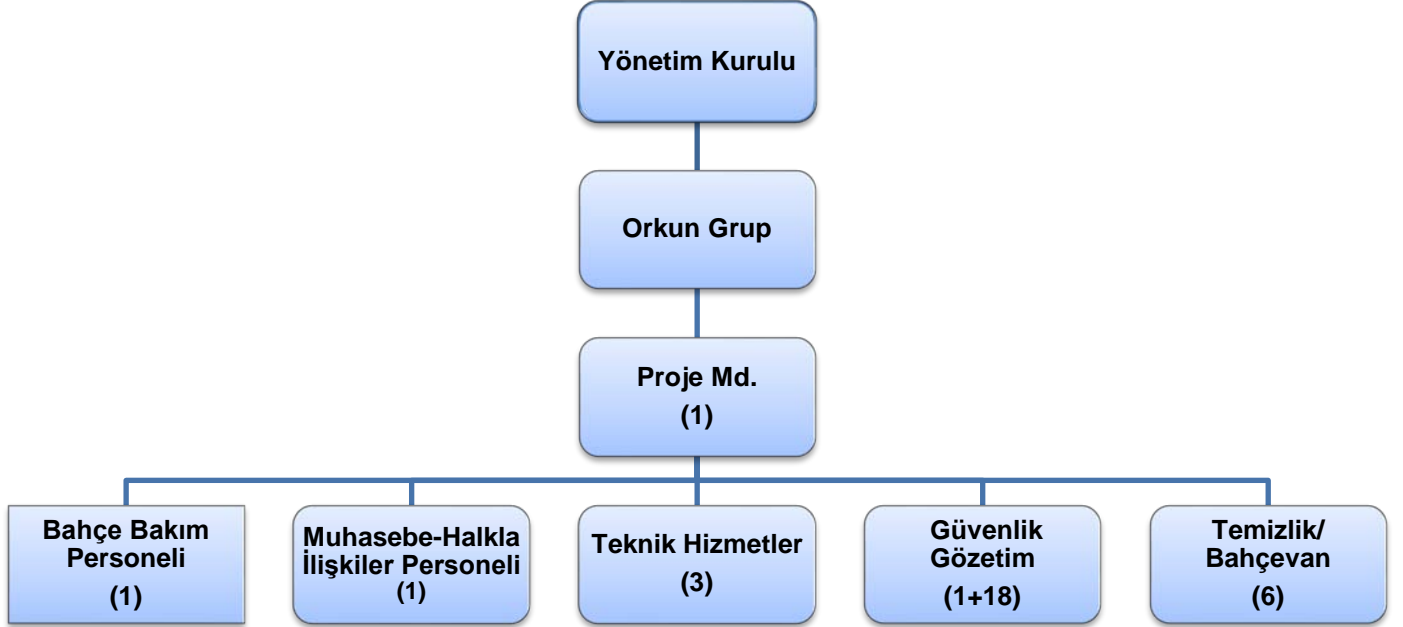 Yönetim Kurulu
Orkun Grup
Proje Md.
(1)
Bahçe Bakım
Personeli
(1)
Muhasebe-Halkla
İlişkiler Personeli
(1)
Teknik Hizmetler
(3)
Güvenlik
Gözetim
(1+18)
Temizlik/
Bahçevan
(6)